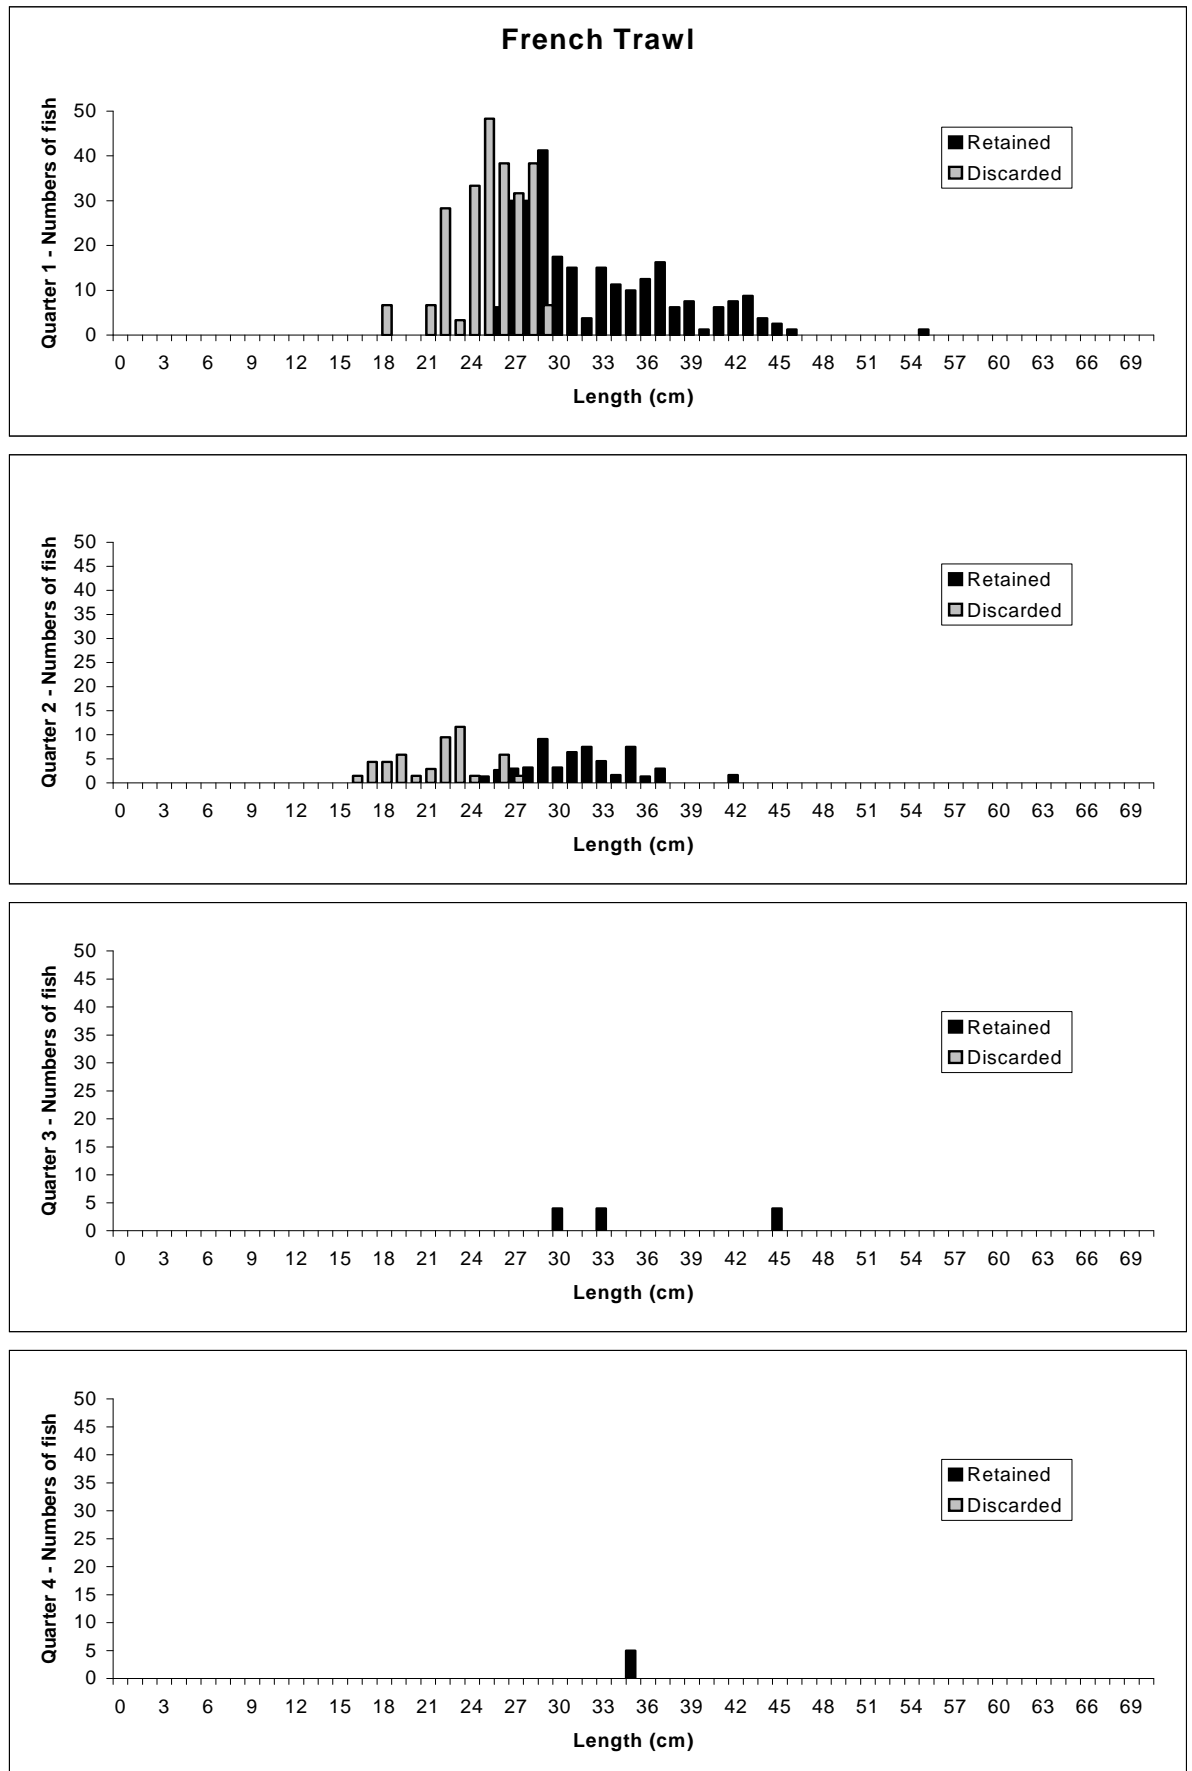 French Trawl
Quarter 1 - Numbers of fish
50
40
30
20
10
0
Retained
Discarded
0 3 6 9 12 15 18 21 24 27 30 33 36 39 42 45 48 51 54 57 60 63 66 69
Length (cm)
Quarter 2 - Numbers of fish
50
45
40
35
30
25
20
15
10
5
0
Retained
Discarded
0 3 6 9 12 15 18 21 24 27 30 33 36 39 42 45 48 51 54 57 60 63 66 69
Length (cm)
Quarter 3 - Numbers of fish
50
45
40
35
30
25
20
15
10
5
0
Retained
Discarded
0 3 6 9 12 15 18 21 24 27 30 33 36 39 42 45 48 51 54 57 60 63 66 69
Length (cm)
Quarter 4 - Numbers of fish
50
45
40
35
30
25
20
15
10
5
0
Retained
Discarded
0 3 6 9 12 15 18 21 24 27 30 33 36 39 42 45 48 51 54 57 60 63 66 69
Length (cm)